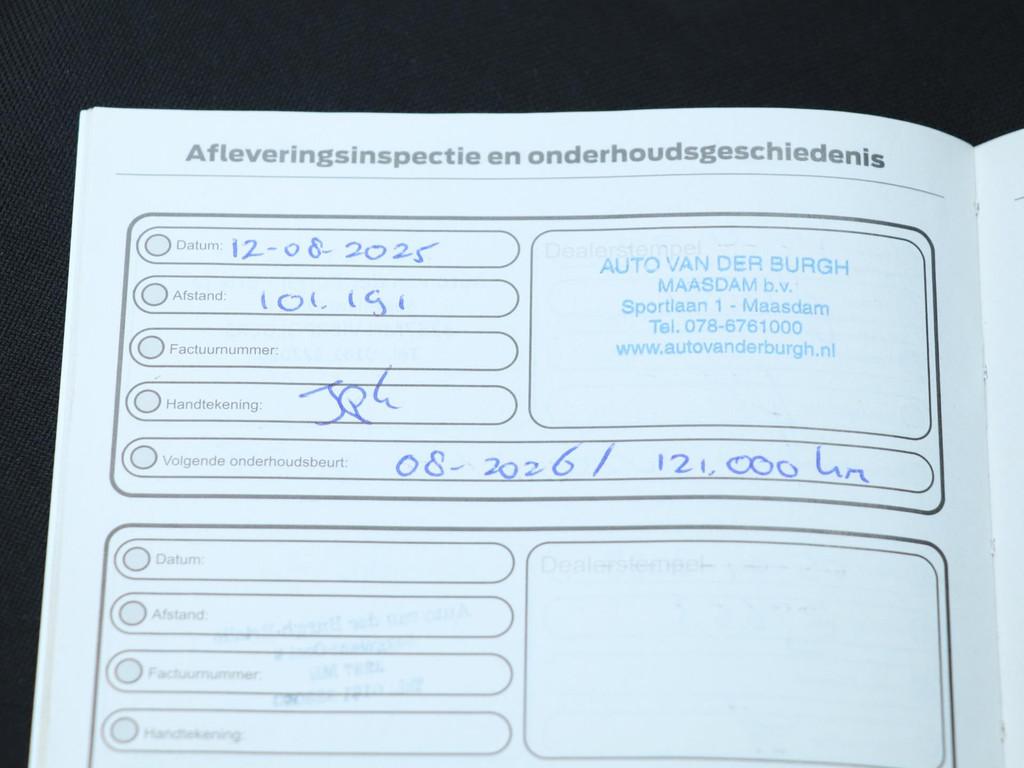 Afleveringsinspectie en onderhoudsgeschiedenis
Datum: 12-08-2025
Afstand: 101.191
Factuurnummer:
Handtekening:
Volgende onderhoudsbeurt: 08-2026 / 121.000 km
Dealerstempel
AUTO VAN DER BURGH
MAASDAM b.v.
Sportlaan 1 - Maasdam
Tel. 078-6761000
www.autovanderburgh.nl
Datum:
Afstand:
Factuurnummer:
Handtekening:
Dealerstempel